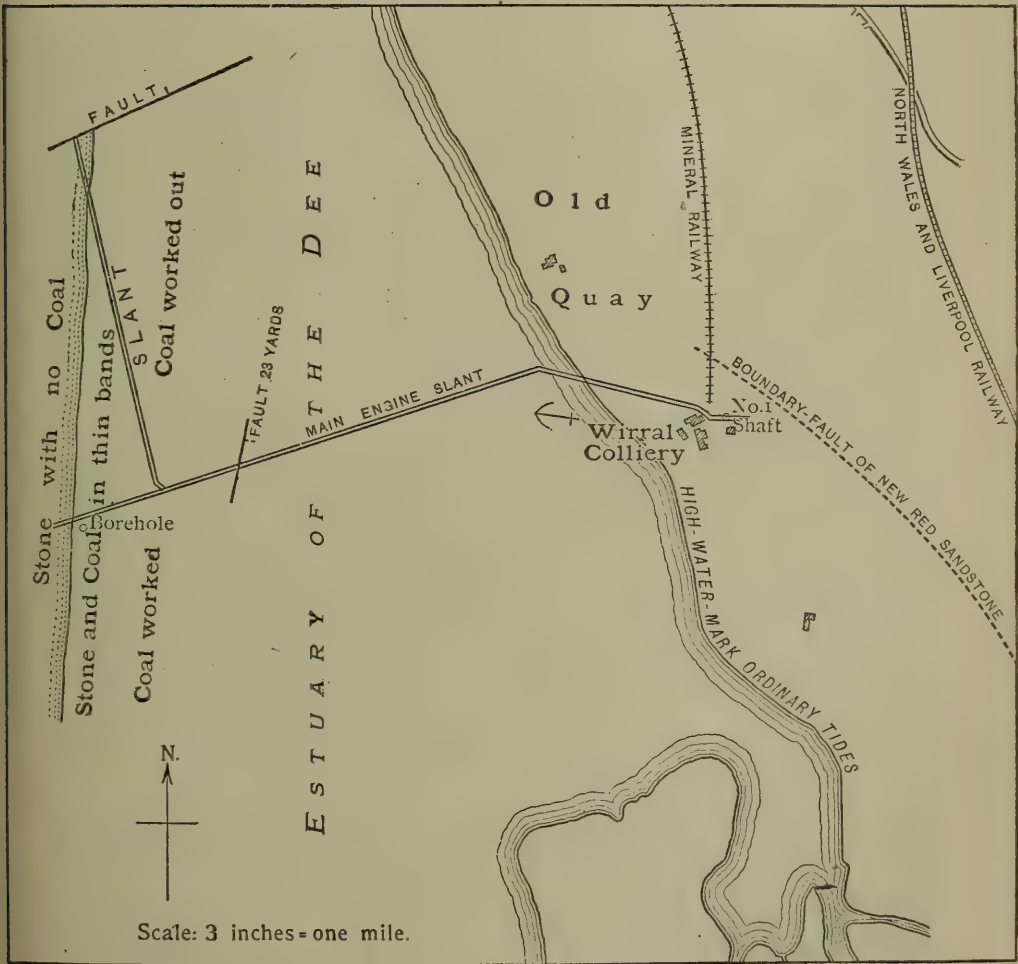 FAULT,
SLANT
Coal worked out
Stone with no Coal
Stone and Coal in thin bands
FAULT 23 YARDS
MAIN ENGINE SLANT
Borehole
Coal worked
ESTUARY OF THE DEE
Old
Quay
MINERAL RAILWAY
NORTH WALES AND LIVERPOOL RAILWAY
No.1
Shaft
Wirral
Colliery
BOUNDARY-FAULT OF NEW RED SANDSTONE
HIGH-WATER-MARK ORDINARY TIDES
N.
Scale: 3 inches = one mile.